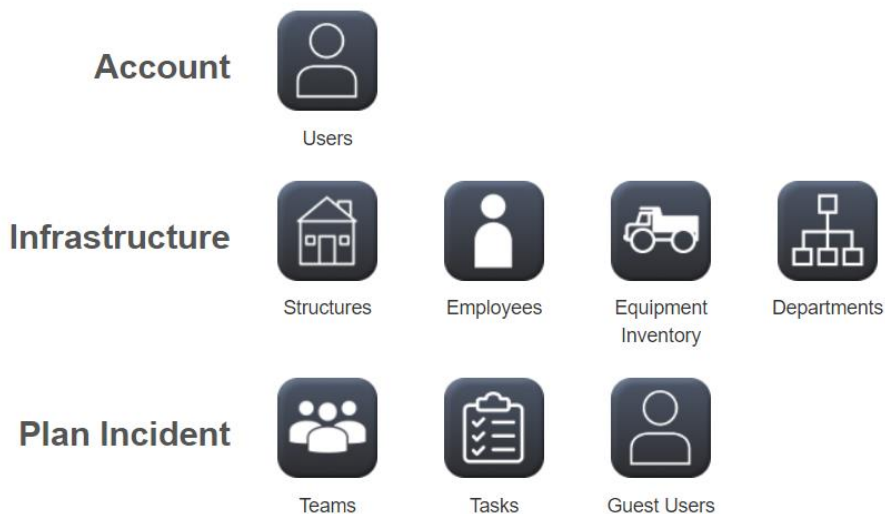 Account
Users
Infrastructure
Structures
Employees
Equipment
Inventory
Departments
Plan Incident
Teams
Tasks
Guest Users